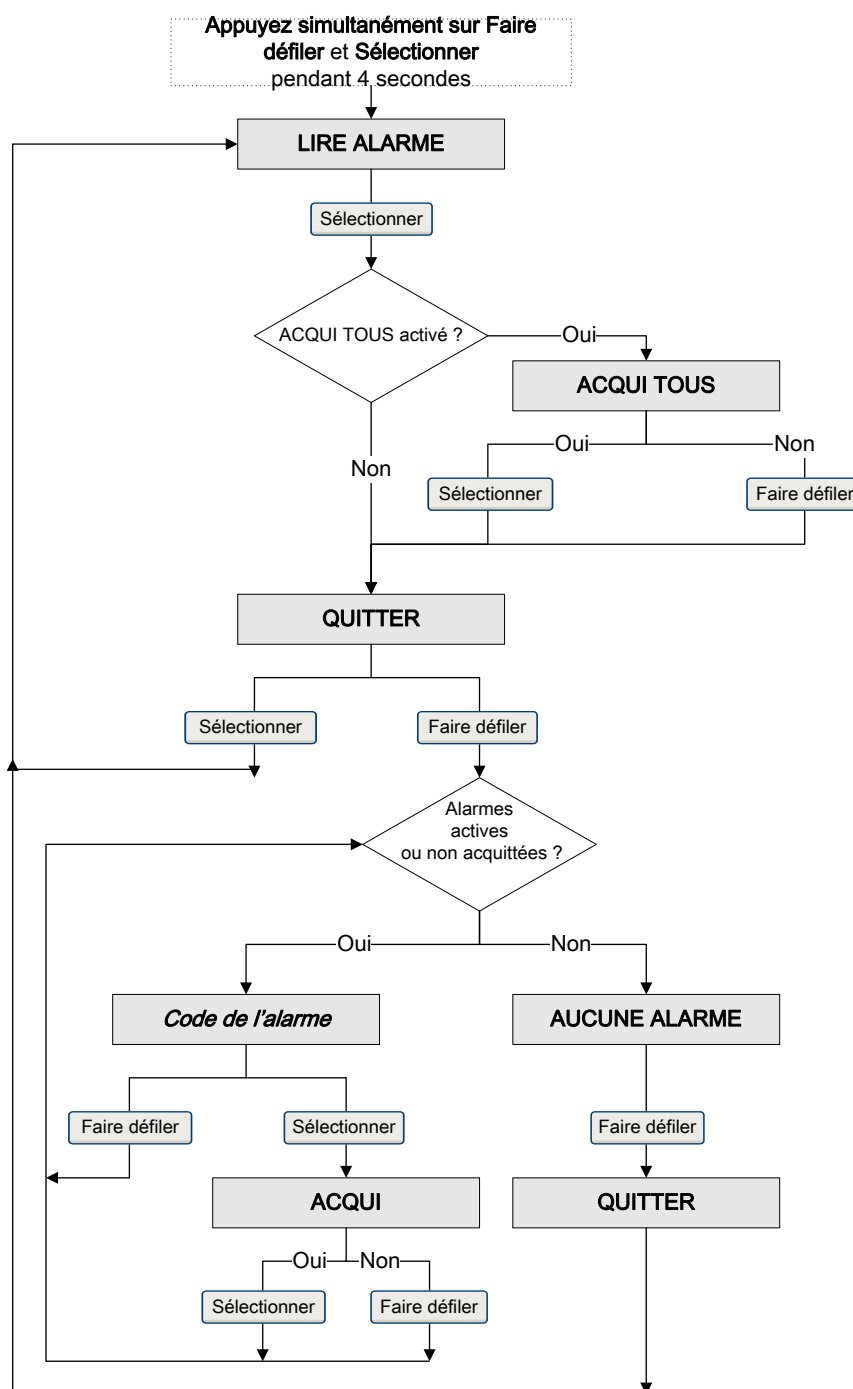 Appuyez simultanément sur Faire
défiler et Sélectionner
pendant 4 secondes
LIRE ALARME
Sélectionner
ACQUI TOUS activé ?
Oui
ACQUI TOUS
Oui
Non
Non
Sélectionner
Faire défiler
QUITTER
Sélectionner
Faire défiler
Alarmes
actives
ou non acquittées ?
Oui
Non
Code de l'alarme
AUCUNE ALARME
Faire défiler
Sélectionner
Faire défiler
ACQUI
QUITTER
Oui
Non
Sélectionner
Faire défiler